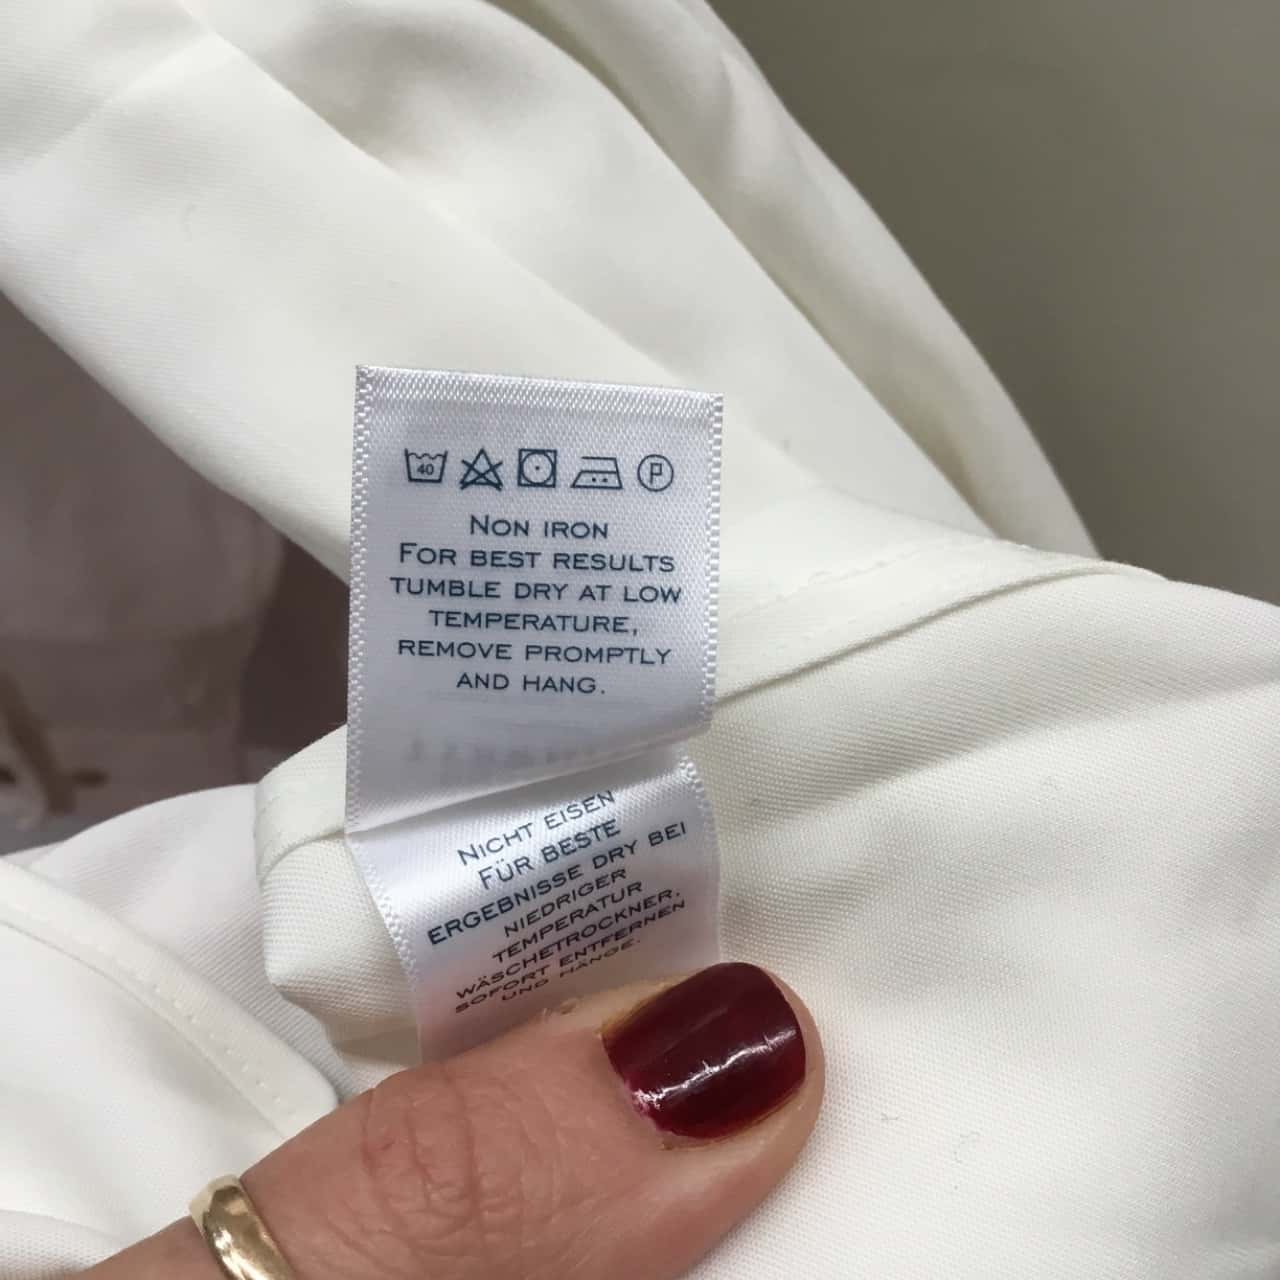 40 P
NON IRON
FOR BEST RESULTS
TUMBLE DRY AT LOW
TEMPERATURE,
REMOVE PROMPTLY
AND HANG.
NICHT EISEN
FÜR BESTE
ERGEBNISSE DRY BEI
NIEDRIGER
TEMPERATUR
WÄSCHETROCKNER,
SOFORT ENTFERNEN
UND HÄNGE.